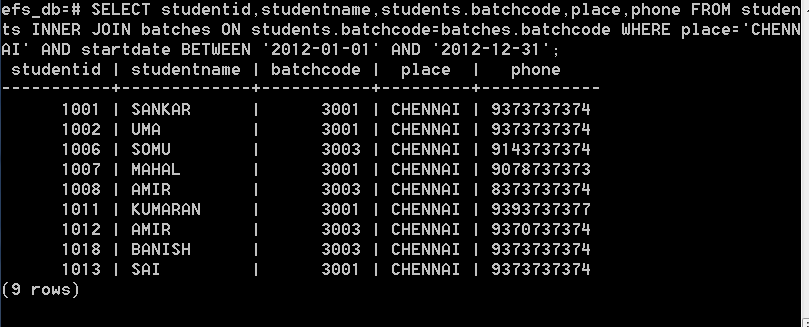 efs_db=# SELECT studentid,studentname,students.batchcode,place,phone FROM studen
ts INNER JOIN batches ON students.batchcode=batches.batchcode WHERE place='CHENN
AI' AND startdate BETWEEN '2012-01-01' AND '2012-12-31';
 studentid | studentname | batchcode |  place  |   phone
-----------+-------------+-----------+---------+------------
      1001 | SANKAR      |      3001 | CHENNAI | 9373737374
      1002 | UMA         |      3001 | CHENNAI | 9373737374
      1006 | SOMU        |      3003 | CHENNAI | 9143737374
      1007 | MAHAL       |      3001 | CHENNAI | 9078737373
      1008 | AMIR        |      3003 | CHENNAI | 8373737374
      1011 | KUMARAN     |      3001 | CHENNAI | 9393737377
      1012 | AMIR        |      3003 | CHENNAI | 9370737374
      1018 | BANISH      |      3003 | CHENNAI | 9373737374
      1013 | SAI         |      3001 | CHENNAI | 9373737374
(9 rows)